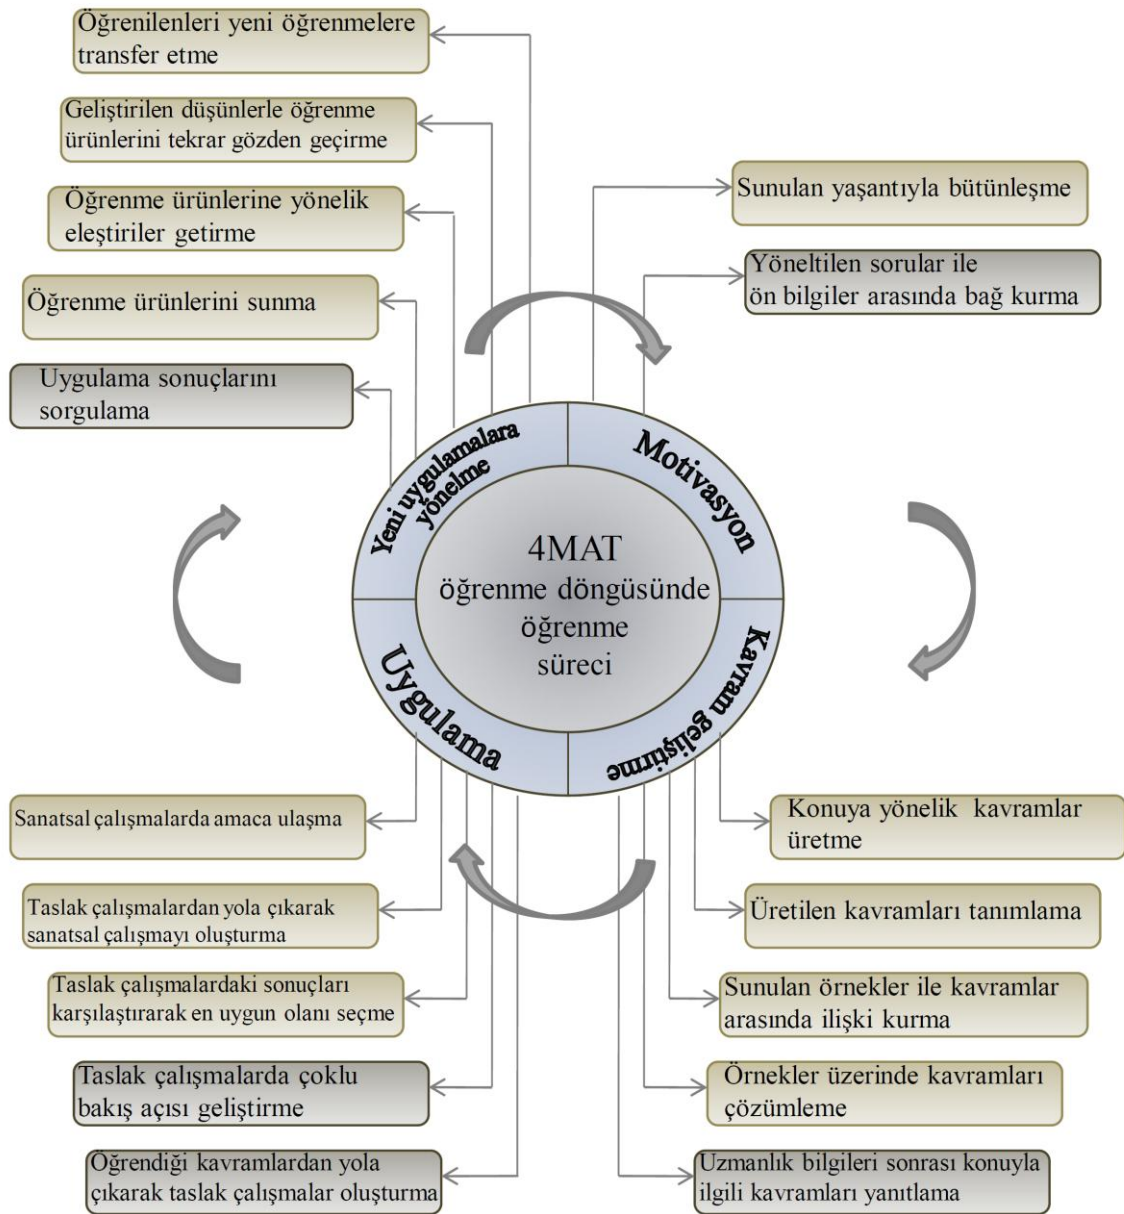 Öğrenilenleri yeni öğrenmelere
transfer etme
Geliştirilen düşünlerle öğrenme
ürünlerini tekrar gözden geçirme
Öğrenme ürünlerine yönelik
eleştiriler getirme
Öğrenme ürünlerini sunma
Uygulama sonuçlarını
sorgulama
Sunulan yaşantıyla bütünleşme
Yöneltilen sorular ile
ön bilgiler arasında bağ kurma
Yeni uygulamalara
yönelme
Motivasyon
4MAT
öğrenme döngüsünde
öğrenme
süreci
Uygulama
Kavram geliştirme
Sanatsal çalışmalarda amaca ulaşma
Taslak çalışmalardan yola çıkarak
sanatsal çalışmayı oluşturma
Taslak çalışmalardaki sonuçları
karşılaştırarak en uygun olanı seçme
Taslak çalışmalarda çoklu
bakış açısı geliştirme
Öğrendiği kavramlardan yola
çıkarak taslak çalışmalar oluşturma
Konuya yönelik kavramlar
üretme
Üretilen kavramları tanımlama
Sunulan örnekler ile kavramlar
arasında ilişki kurma
Örnekler üzerinde kavramları
çözümleme
Uzmanlık bilgileri sonrası konuyla
ilgili kavramları yanıtlama